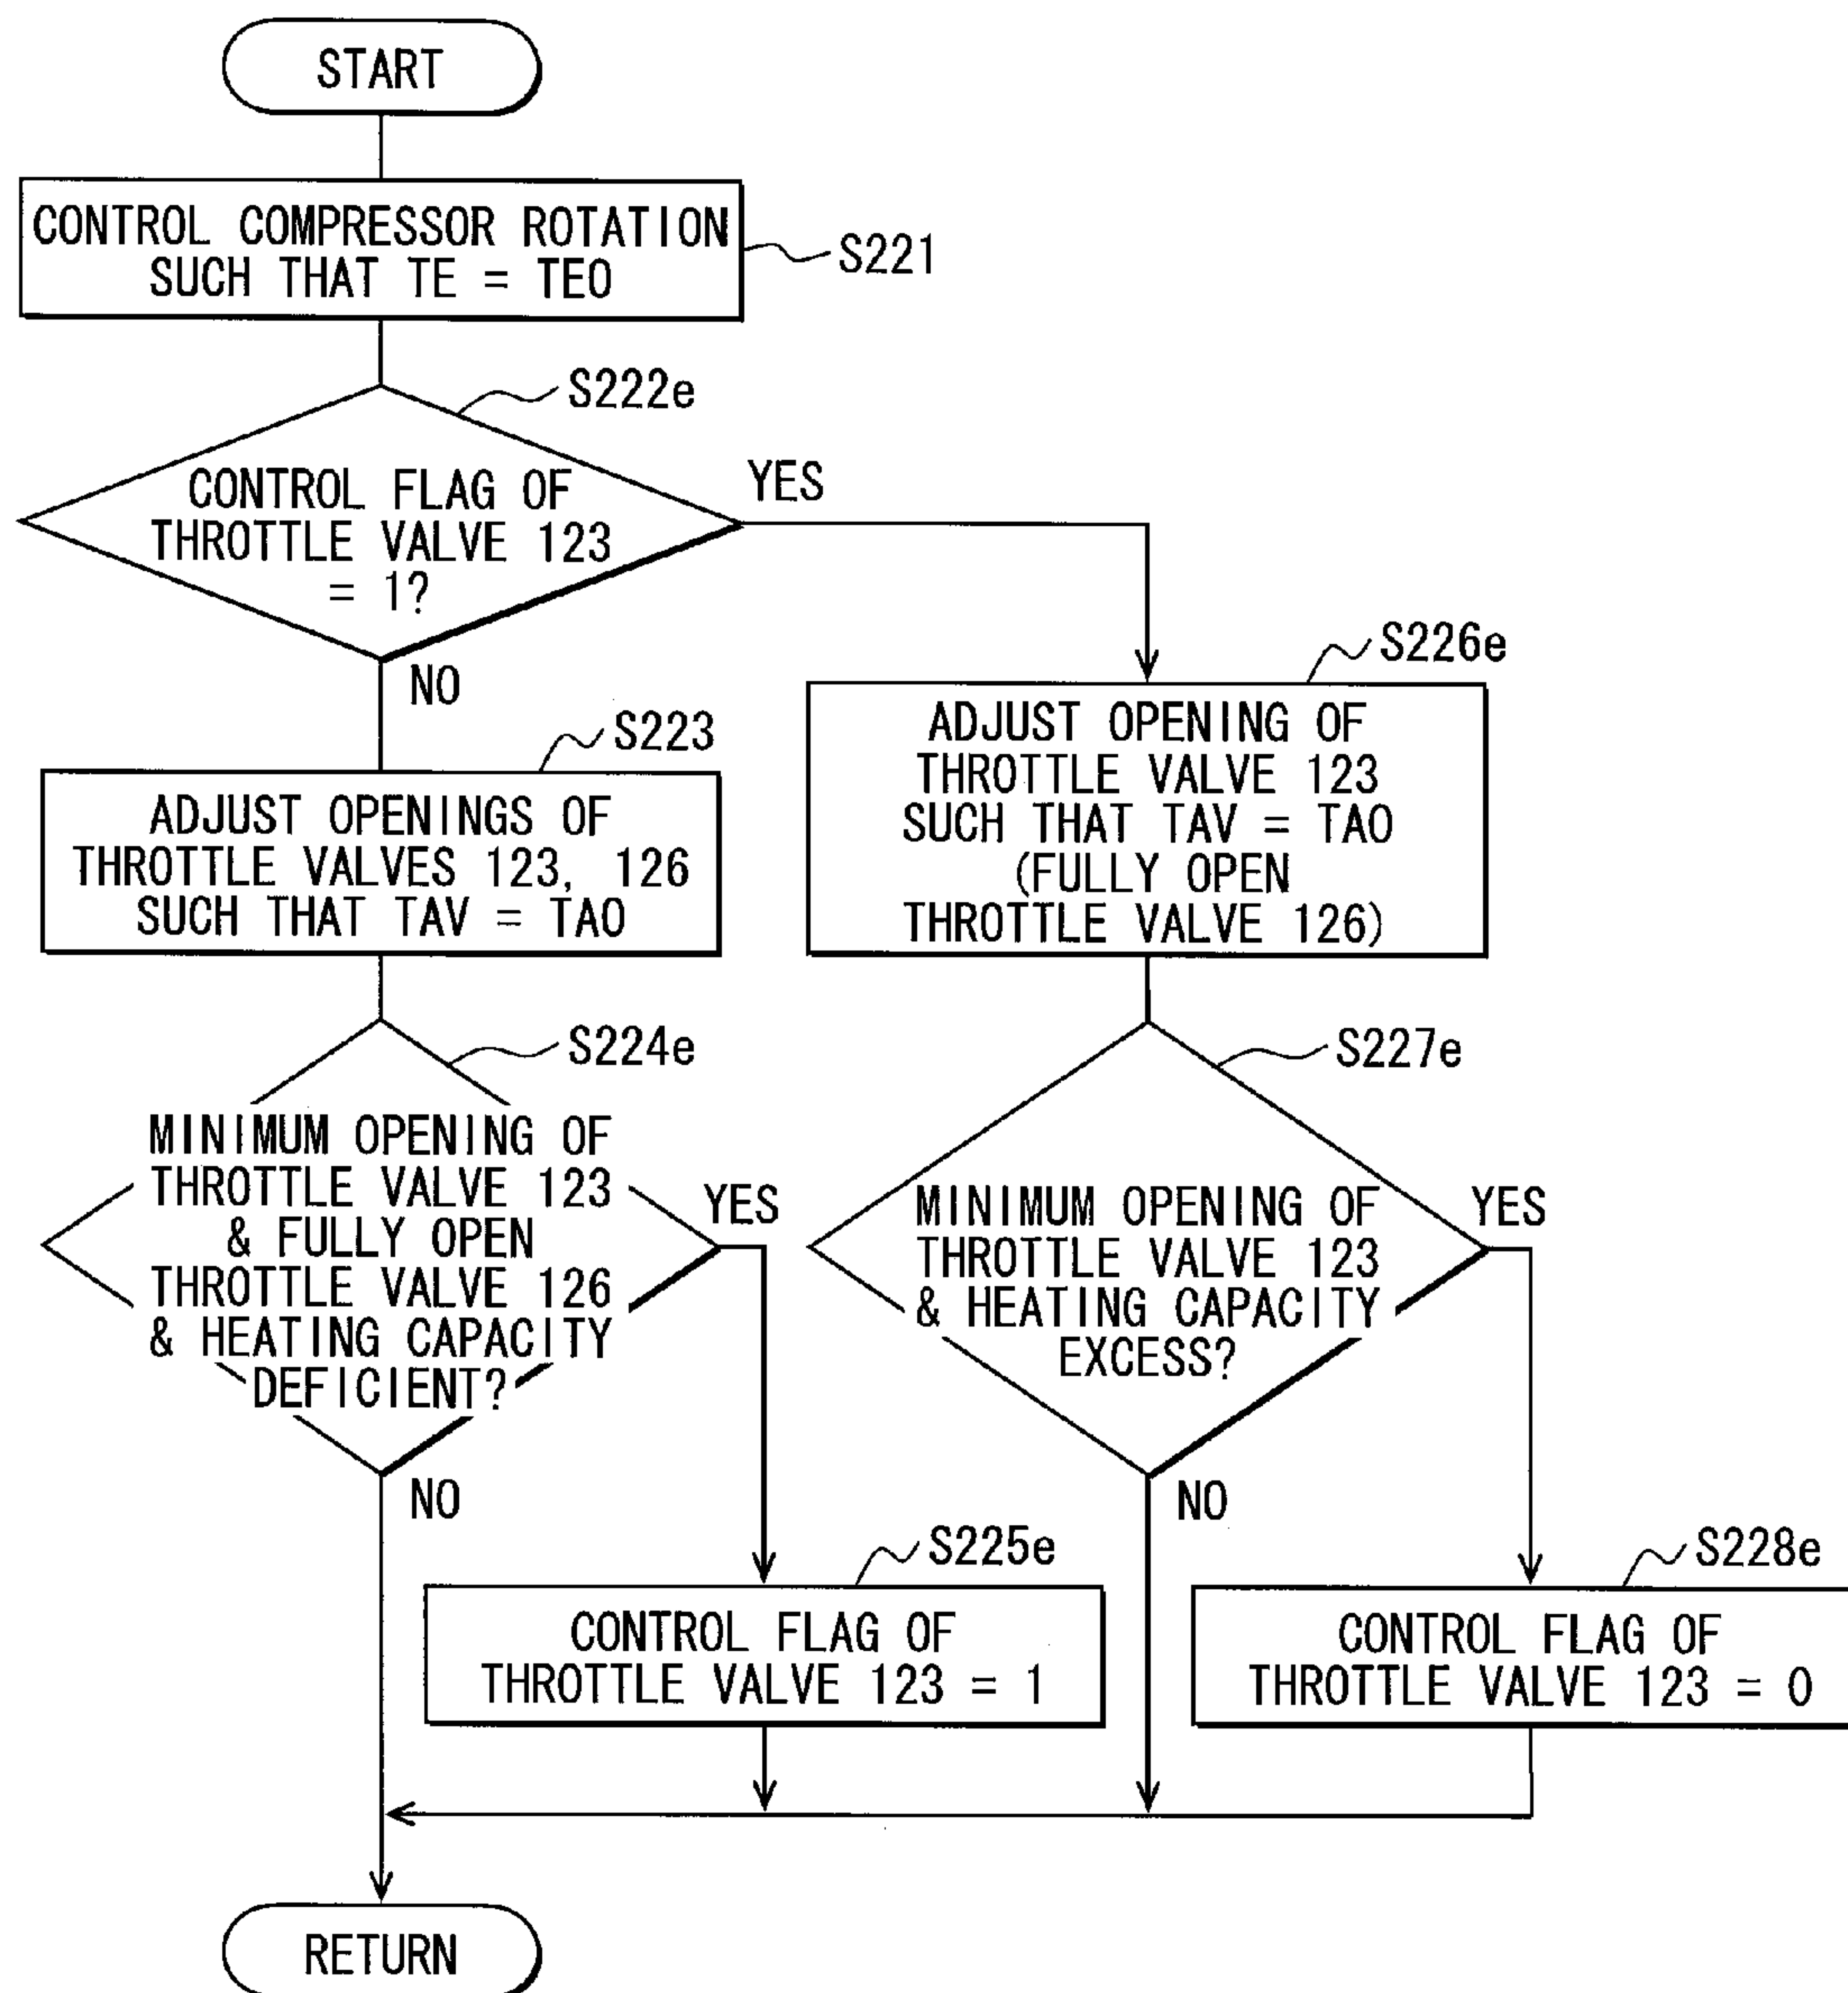 START
CONTROL COMPRESSOR ROTATION
SUCH THAT TE = TEO
S221
S222e
CONTROL FLAG OF
THROTTLE VALVE 123
= 1?
YES
NO
S223
ADJUST OPENINGS OF
THROTTLE VALVES 123, 126
SUCH THAT TAV = TAO
S226e
ADJUST OPENING OF
THROTTLE VALVE 123
SUCH THAT TAV = TAO
(FULLY OPEN
THROTTLE VALVE 126)
S224e
MINIMUM OPENING OF
THROTTLE VALVE 123
& FULLY OPEN
THROTTLE VALVE 126
& HEATING CAPACITY
DEFICIENT?
YES
NO
S227e
MINIMUM OPENING OF
THROTTLE VALVE 123
& HEATING CAPACITY
EXCESS?
YES
NO
S225e
CONTROL FLAG OF
THROTTLE VALVE 123 = 1
S228e
CONTROL FLAG OF
THROTTLE VALVE 123 = 0
RETURN